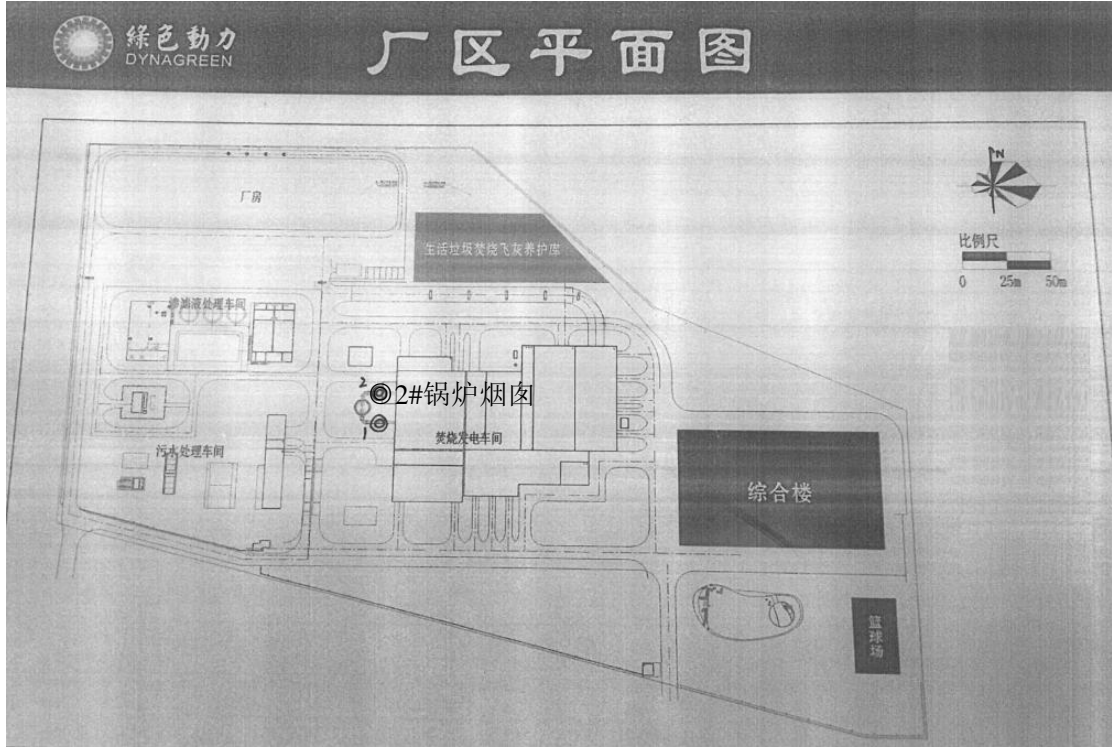 綠色動力
DYNAGREEN
厂区平面图
N
厂房
生活垃圾焚烧飞灰养护库
比例尺
0 25m 50m
渗滤液处理车间
2
2#锅炉烟囱
1
焚烧发电车间
污水处理车间
综合楼
篮球场